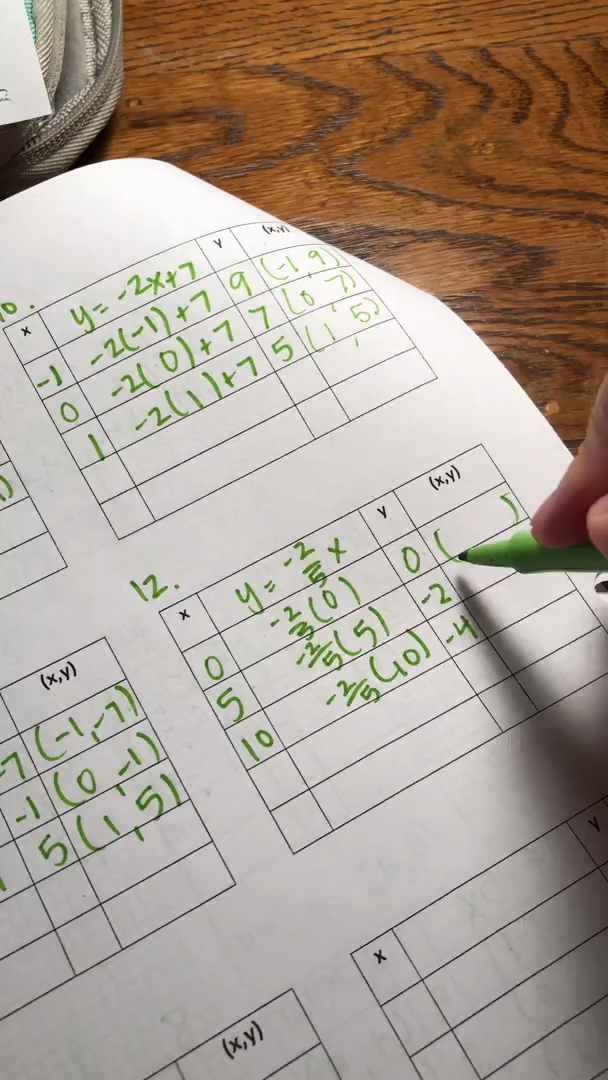 10.
x y (x,y)
y = -2x+7
-1 -2(-1)+7 9 (-1, 9)
0 -2(0)+7 7 (0, 7)
1 -2(1)+7 5 (1, 5)
12.
x y (x,y)
y = -2/5 x
0 -2/5(0) 0 ( )
5 -2/5(5) -2
10 -2/5(10) -4
(x,y)
-7 (-1,-7)
-1 (0,-1)
5 (1,5)
x y
(x,y)